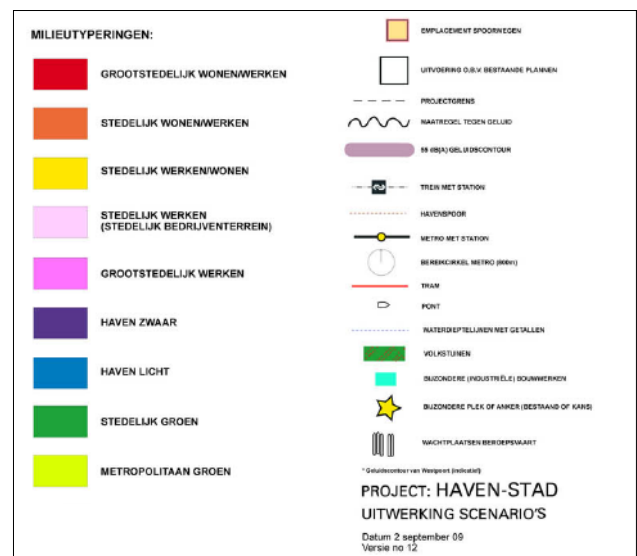 MILIEUTYPERINGEN:
GROOTSTEDELIJK WONEN/WERKEN
STEDELIJK WONEN/WERKEN
STEDELIJK WERKEN/WONEN
STEDELIJK WERKEN
(STEDELIJK BEDRIJVENTERREIN)
GROOTSTEDELIJK WERKEN
HAVEN ZWAAR
HAVEN LICHT
STEDELIJK GROEN
METROPOLITAAN GROEN
EMPLACEMENT SPOORWEGEN
UITVOERING O.B.V. BESTAANDE PLANNEN
PROJECTGRENS
MAATREGEL TEGEN GELUID
55 dB(A) GELUIDSCONTOUR
TREIN MET STATION
HAVENSPOOR
METRO MET STATION
BEREIKCIRKEL METRO (600m)
TRAM
PONT
WATERDIEPTELIJNEN MET GETALLEN
VOLKSTUINEN
BIJZONDERE (INDUSTRIËLE) BOUWWERKEN
BIJZONDERE PLEK OF ANKER (BESTAAND OF KANS)
WACHTPLAATSEN BEROEPSVAART
* Geluidscontour van Westpoort (indicatief)
PROJECT: HAVEN-STAD
UITWERKING SCENARIO'S
Datum 2 september 09
Versie no 12